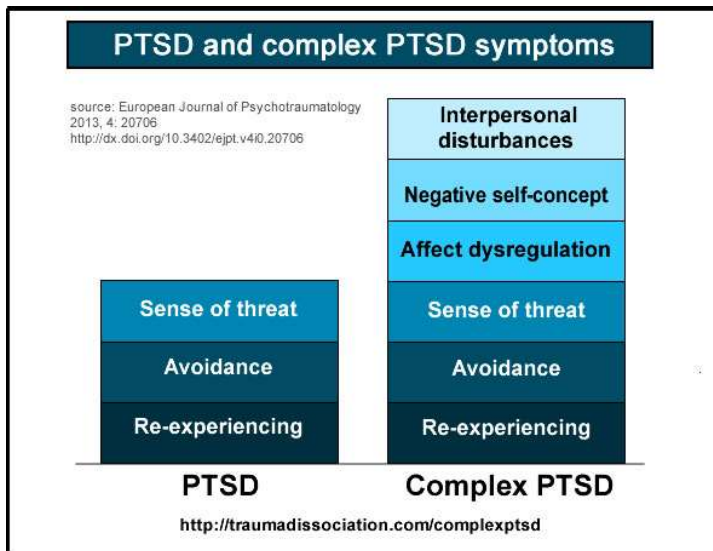 PTSD and complex PTSD symptoms
source: European Journal of Psychotraumatology
2013, 4: 20706
http://dx.doi.org/10.3402/ejpt.v4i0.20706
Interpersonal
disturbances
Negative self-concept
Affect dysregulation
Sense of threat
Sense of threat
Avoidance
Avoidance
Re-experiencing
Re-experiencing
PTSD
Complex PTSD
http://traumadissociation.com/complexptsd